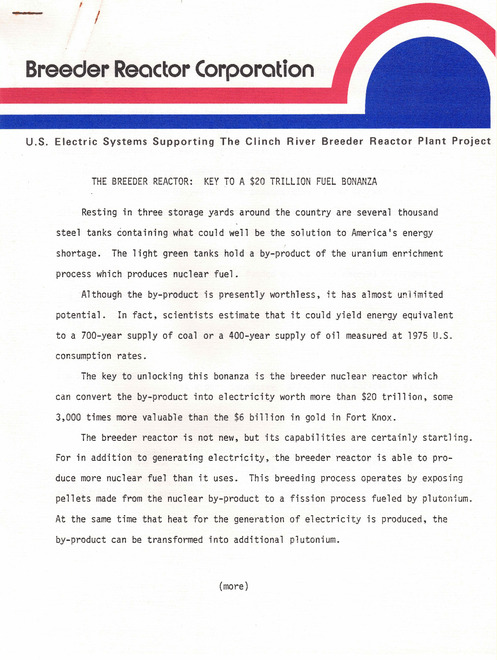 Breeder Reactor Corporation
U.S. Electric Systems Supporting The Clinch River Breeder Reactor Plant Project
THE BREEDER REACTOR: KEY TO A $20 TRILLION FUEL BONANZA
Resting in three storage yards around the country are several thousand
steel tanks containing what could well be the solution to America's energy
shortage. The light green tanks hold a by-product of the uranium enrichment
process which produces nuclear fuel.
Although the by-product is presently worthless, it has almost unlimited
potential. In fact, scientists estimate that it could yield energy equivalent
to a 700-year supply of coal or a 400-year supply of oil measured at 1975 U.S.
consumption rates.
The key to unlocking this bonanza is the breeder nuclear reactor which
can convert the by-product into electricity worth more than $20 trillion, some
3,000 times more valuable than the $6 billion in gold in Fort Knox.
The breeder reactor is not new, but its capabilities are certainly startling.
For in addition to generating electricity, the breeder reactor is able to pro-
duce more nuclear fuel than it uses. This breeding process operates by exposing
pellets made from the nuclear by-product to a fission process fueled by plutonium.
At the same time that heat for the generation of electricity is produced, the
by-product can be transformed into additional plutonium.
(more)